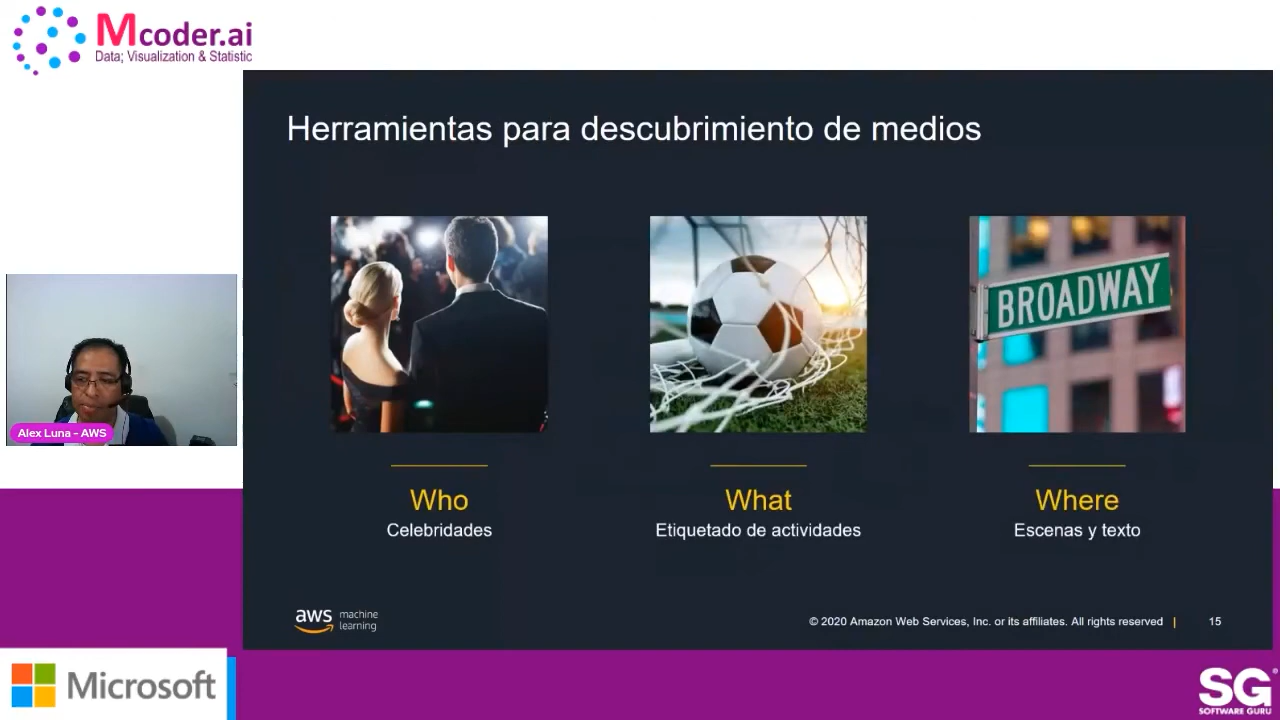 Mcoder.ai
Data; Visualization & Statistic
Herramientas para descubrimiento de medios
BROADWAY
Alex Luna - AWS
Who
Celebridades
What
Etiquetado de actividades
Where
Escenas y texto
aws machine learning
© 2020 Amazon Web Services, Inc. or its affiliates. All rights reserved | 15
Microsoft
SG®
SOFTWARE GURU